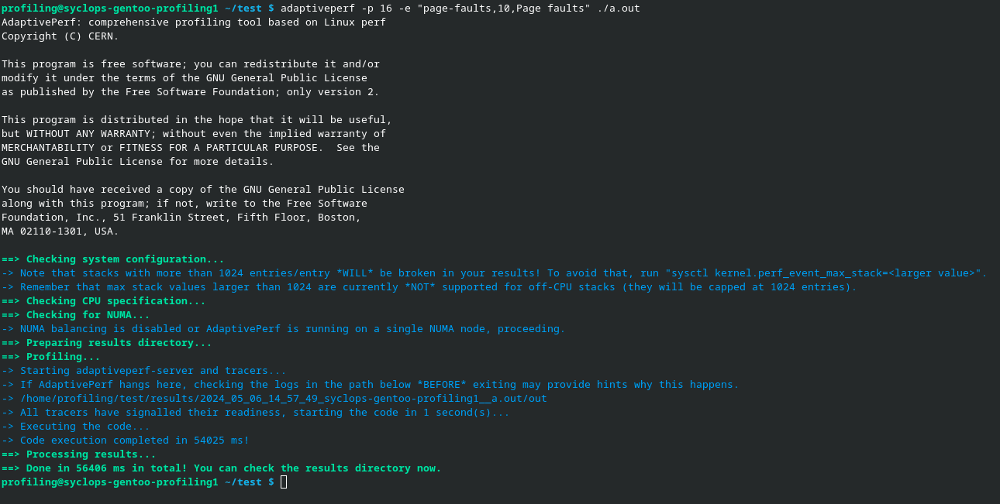 profiling@syclops-gentoo-profiling1 ~/test $ adaptiveperf -p 16 -e "page-faults,10,Page faults" ./a.out
AdaptivePerf: comprehensive profiling tool based on Linux perf
Copyright (C) CERN.

This program is free software; you can redistribute it and/or
modify it under the terms of the GNU General Public License
as published by the Free Software Foundation; only version 2.

This program is distributed in the hope that it will be useful,
but WITHOUT ANY WARRANTY; without even the implied warranty of
MERCHANTABILITY or FITNESS FOR A PARTICULAR PURPOSE.  See the
GNU General Public License for more details.

You should have received a copy of the GNU General Public License
along with this program; if not, write to the Free Software
Foundation, Inc., 51 Franklin Street, Fifth Floor, Boston,
MA 02110-1301, USA.

==> Checking system configuration...
-> Note that stacks with more than 1024 entries/entry *WILL* be broken in your results! To avoid that, run "sysctl kernel.perf_event_max_stack=<larger value>".
-> Remember that max stack values larger than 1024 are currently *NOT* supported for off-CPU stacks (they will be capped at 1024 entries).
==> Checking CPU specification...
==> Checking for NUMA...
-> NUMA balancing is disabled or AdaptivePerf is running on a single NUMA node, proceeding.
==> Preparing results directory...
==> Profiling...
-> Starting adaptiveperf-server and tracers...
-> If AdaptivePerf hangs here, checking the logs in the path below *BEFORE* exiting may provide hints why this happens.
-> /home/profiling/test/results/2024_05_06_14_57_49_syclops-gentoo-profiling1__a.out/out
-> All tracers have signalled their readiness, starting the code in 1 second(s)...
-> Executing the code...
-> Code execution completed in 54025 ms!
==> Processing results...
==> Done in 56406 ms in total! You can check the results directory now.
profiling@syclops-gentoo-profiling1 ~/test $